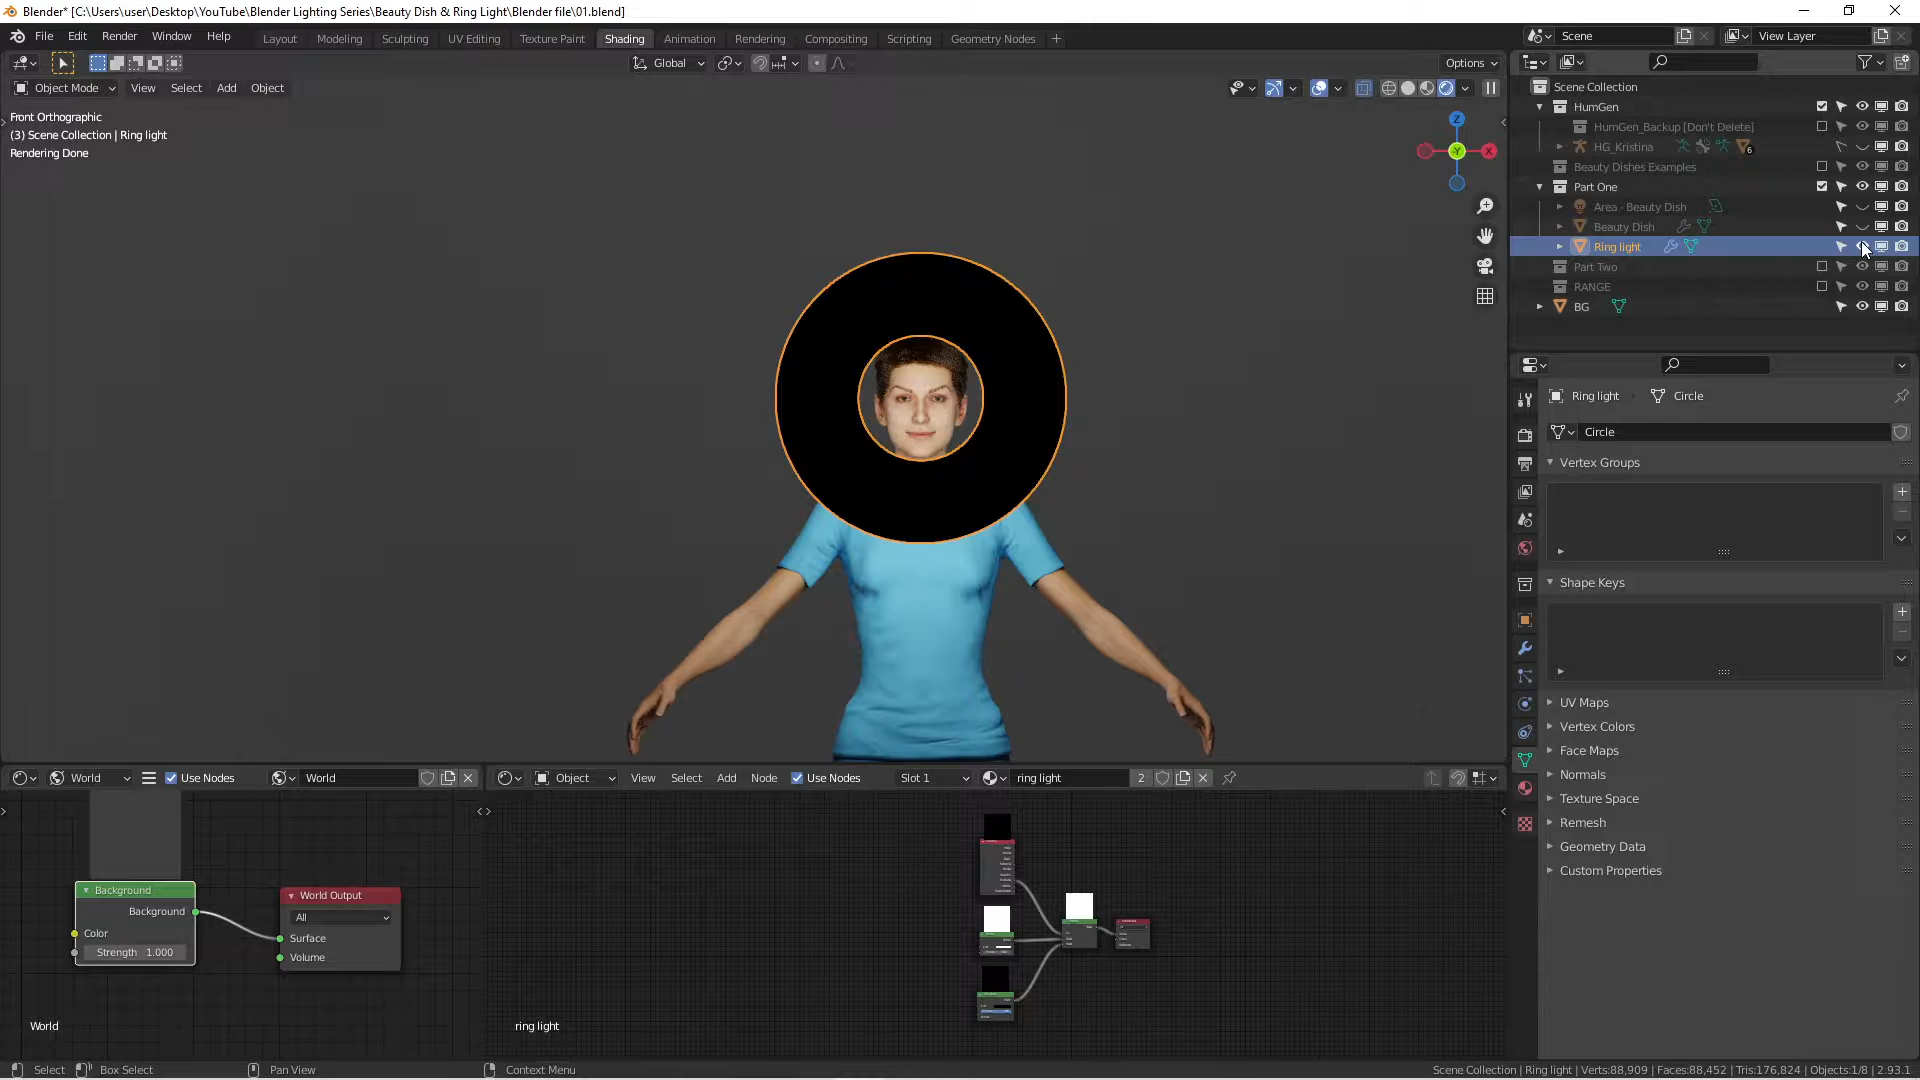 Blender* [C:\Users\user\Desktop\YouTube\Blender Lighting Series\Beauty Dish & Ring Light\Blender file\01.blend]
File Edit Render Window Help
Layout Modeling Sculpting UV Editing Texture Paint Shading Animation Rendering Compositing Scripting Geometry Nodes +
Scene
View Layer
Global
Options
Object Mode View Select Add Object
Front Orthographic
(3) Scene Collection | Ring light
Rendering Done
Z
Y
X
Scene Collection
HumGen
HumGen_Backup [Don't Delete]
HG_Kristina
6
Beauty Dishes Examples
Part One
Area - Beauty Dish
Beauty Dish
Ring light
Part Two
RANGE
BG
Ring light
Circle
Circle
Vertex Groups
Shape Keys
UV Maps
Vertex Colors
Face Maps
Normals
Texture Space
Remesh
Geometry Data
Custom Properties
World
Use Nodes
World
Background
Background
Color
Strength 1.000
World Output
All
Surface
Volume
World
Object View Select Add Node Use Nodes Slot 1 ring light 2
ring light
Select Box Select Pan View Context Menu
Scene Collection | Ring light | Verts:88,909 | Faces:88,452 | Tris:176,824 | Objects:1/8 | 2.93.1